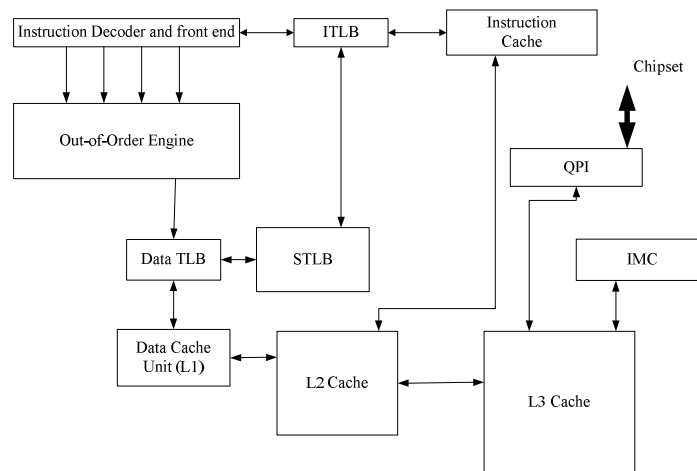 Instruction Decoder and front end
ITLB
Instruction
Cache
Chipset
Out-of-Order Engine
QPI
Data TLB
STLB
IMC
Data Cache
Unit (L1)
L2 Cache
L3 Cache